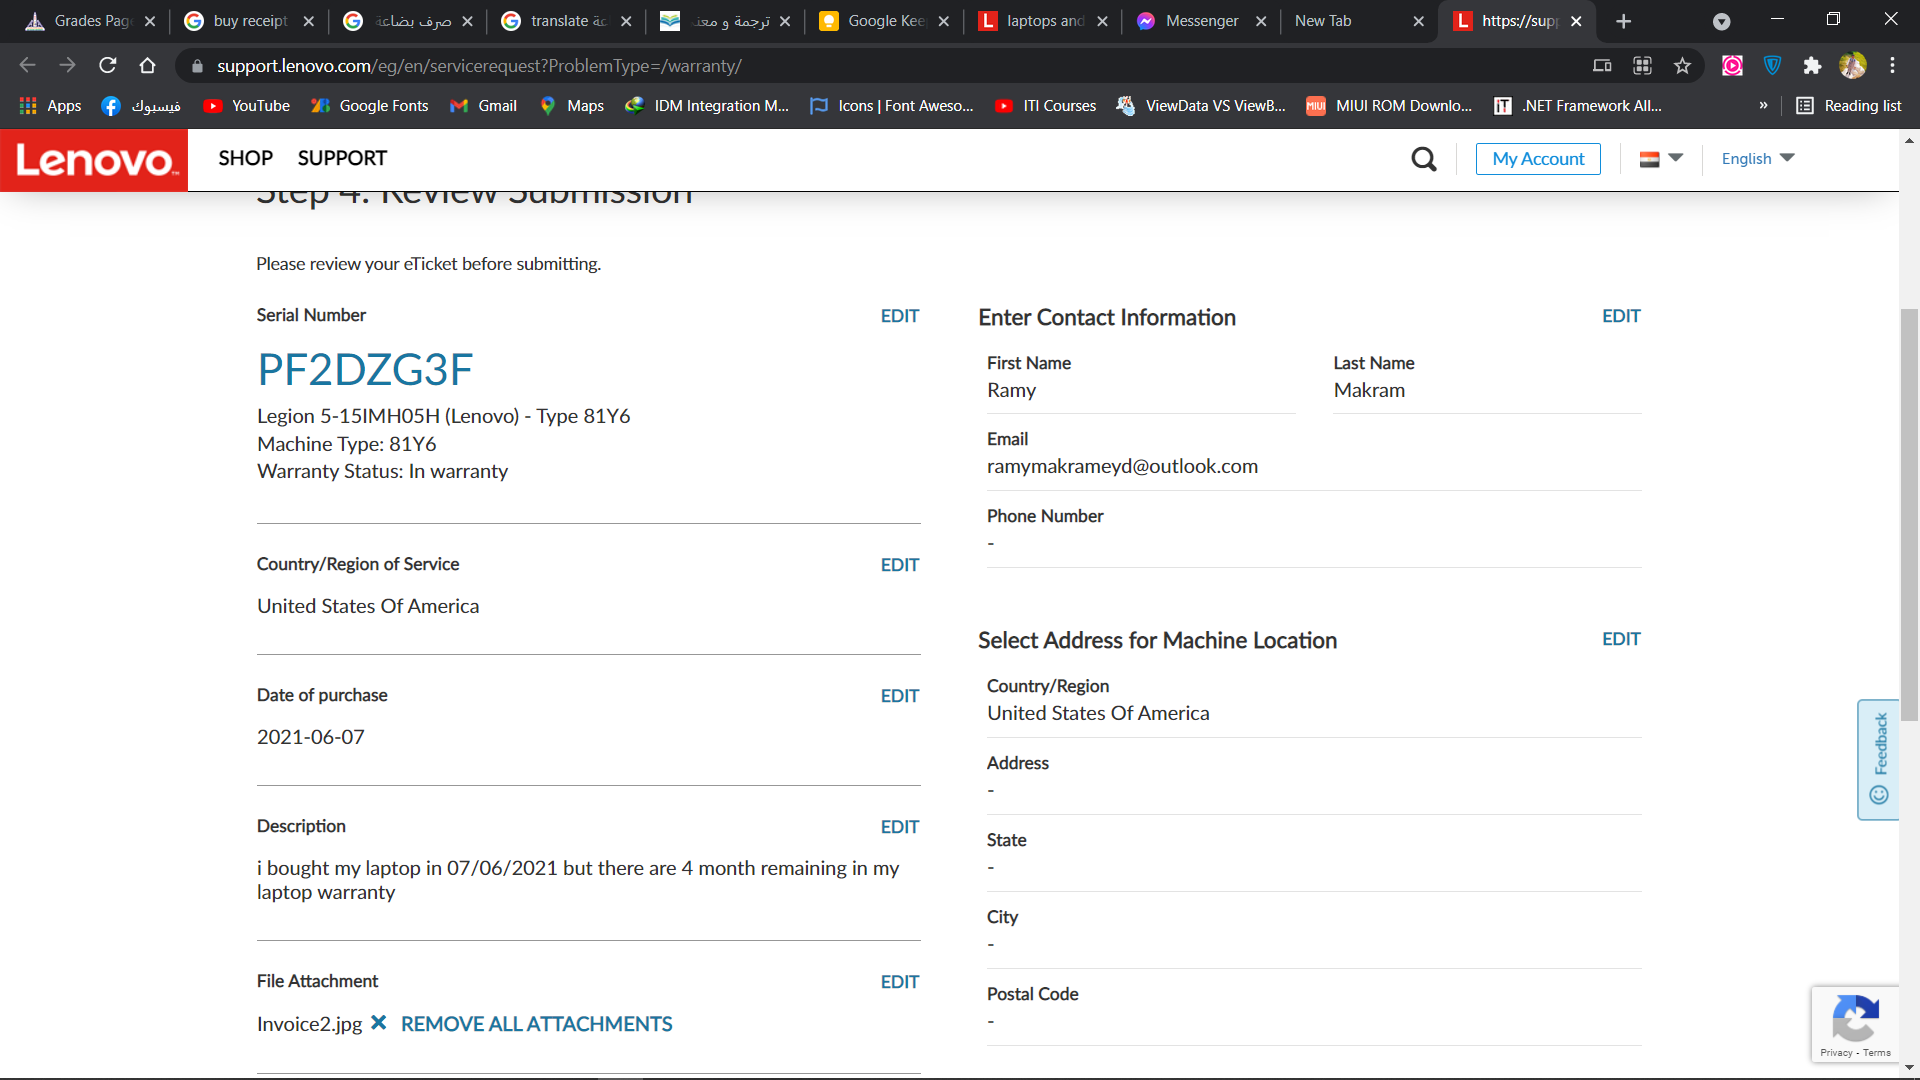 Grades Pag
buy receipt
صرف بضاعة
translate عة
ترجمة و معنـ
Google Kee
laptops and
Messenger
New Tab
https://sup
support.lenovo.com/eg/en/servicerequest?ProblemType=/warranty/
Apps
فيسبوك
YouTube
Google Fonts
Gmail
Maps
IDM Integration M...
Icons | Font Aweso...
ITI Courses
ViewData VS ViewB...
MIUI ROM Downlo...
.NET Framework All...
»
Reading list
Lenovo
SHOP
SUPPORT
My Account
English
Step 4: Review Submission
Please review your eTicket before submitting.
Serial Number
EDIT
PF2DZG3F
Legion 5-15IMH05H (Lenovo) - Type 81Y6
Machine Type: 81Y6
Warranty Status: In warranty
Country/Region of Service
EDIT
United States Of America
Date of purchase
EDIT
2021-06-07
Description
EDIT
i bought my laptop in 07/06/2021 but there are 4 month remaining in my
laptop warranty
File Attachment
EDIT
Invoice2.jpg
REMOVE ALL ATTACHMENTS
Enter Contact Information
EDIT
First Name
Ramy
Last Name
Makram
Email
ramymakrameyd@outlook.com
Phone Number
-
Select Address for Machine Location
EDIT
Country/Region
United States Of America
Address
-
State
-
City
-
Postal Code
-
Feedback
Privacy - Terms